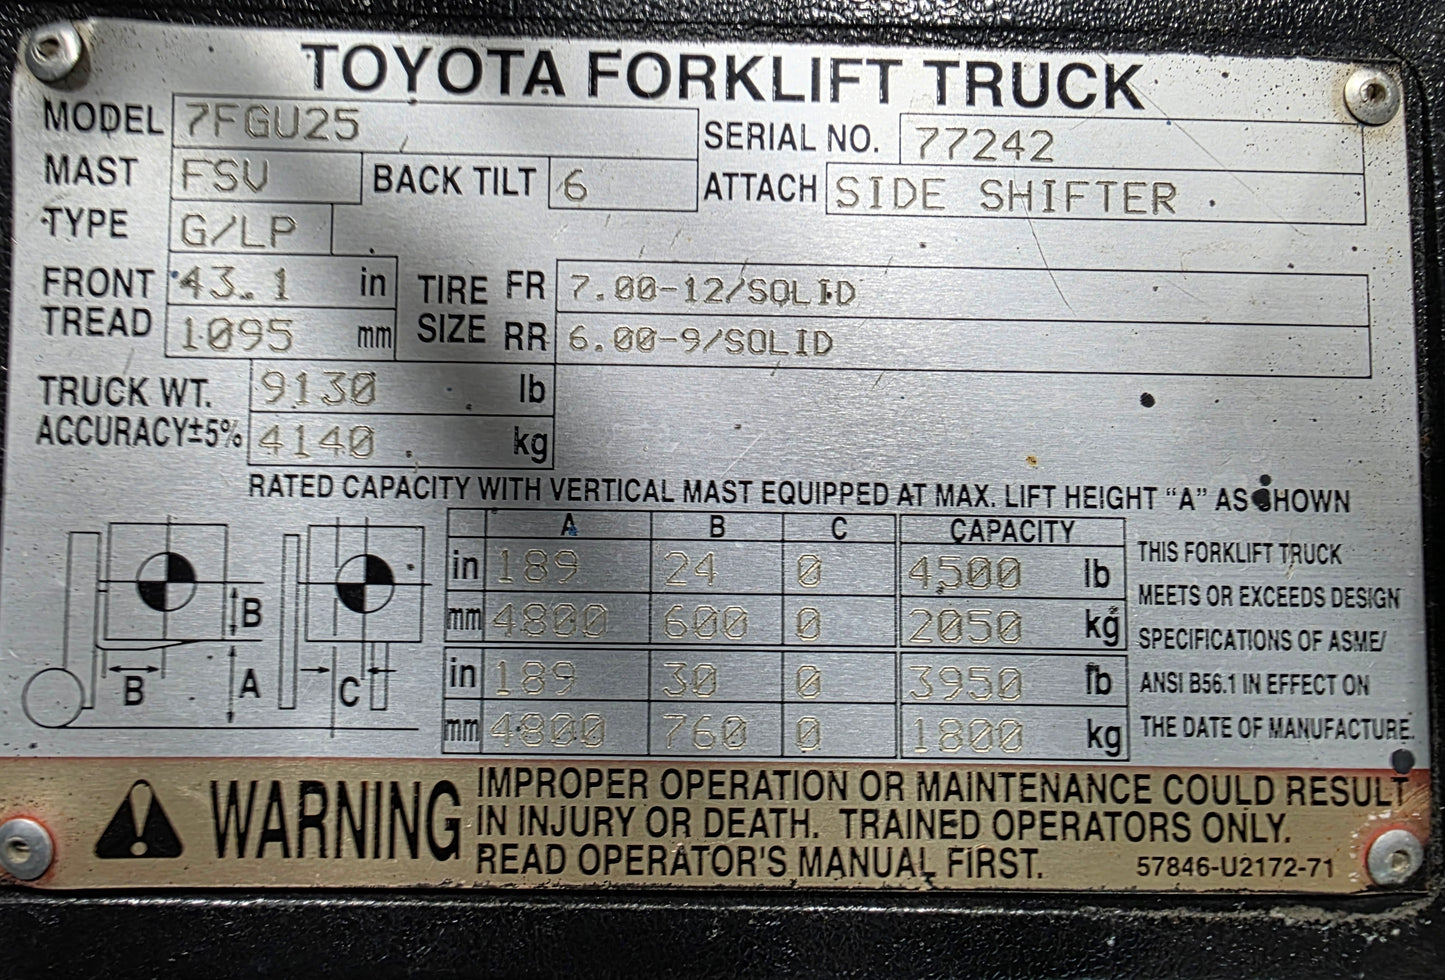 TOYOTA FORKLIFT TRUCK
MODEL 7FGU25 SERIAL NO. 77242
MAST FSV BACK TILT 6 ATTACH SIDE SHIFTER
TYPE G/LP
FRONT 43.1 in TIRE FR 7.00-12/SOLID
TREAD 1095 mm SIZE RR 6.00-9/SOLID
TRUCK WT. 9130 lb
ACCURACY±5% 4140 kg
RATED CAPACITY WITH VERTICAL MAST EQUIPPED AT MAX. LIFT HEIGHT “A” AS SHOWN
A B C CAPACITY
in 189 24 0 4500 lb
mm 4800 600 0 2050 kg
in 189 30 0 3950 lb
mm 4800 760 0 1800 kg
B
B
A
C
THIS FORKLIFT TRUCK
MEETS OR EXCEEDS DESIGN
SPECIFICATIONS OF ASME/
ANSI B56.1 IN EFFECT ON
THE DATE OF MANUFACTURE.
WARNING
IMPROPER OPERATION OR MAINTENANCE COULD RESULT
IN INJURY OR DEATH. TRAINED OPERATORS ONLY.
READ OPERATOR'S MANUAL FIRST. 57846-U2172-71